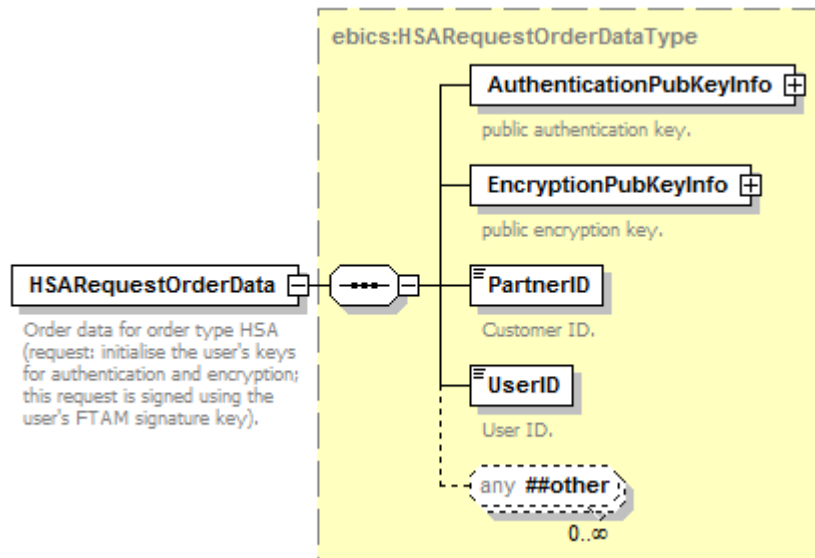 ebics:HSARequestOrderDataType
AuthenticationPubKeyInfo
public authentication key.
EncryptionPubKeyInfo
public encryption key.
HSARequestOrderData
Order data for order type HSA
(request: initialise the user's keys
for authentication and encryption;
this request is signed using the
user's FTAM signature key).
PartnerID
Customer ID.
UserID
User ID.
any ##other
0..∞